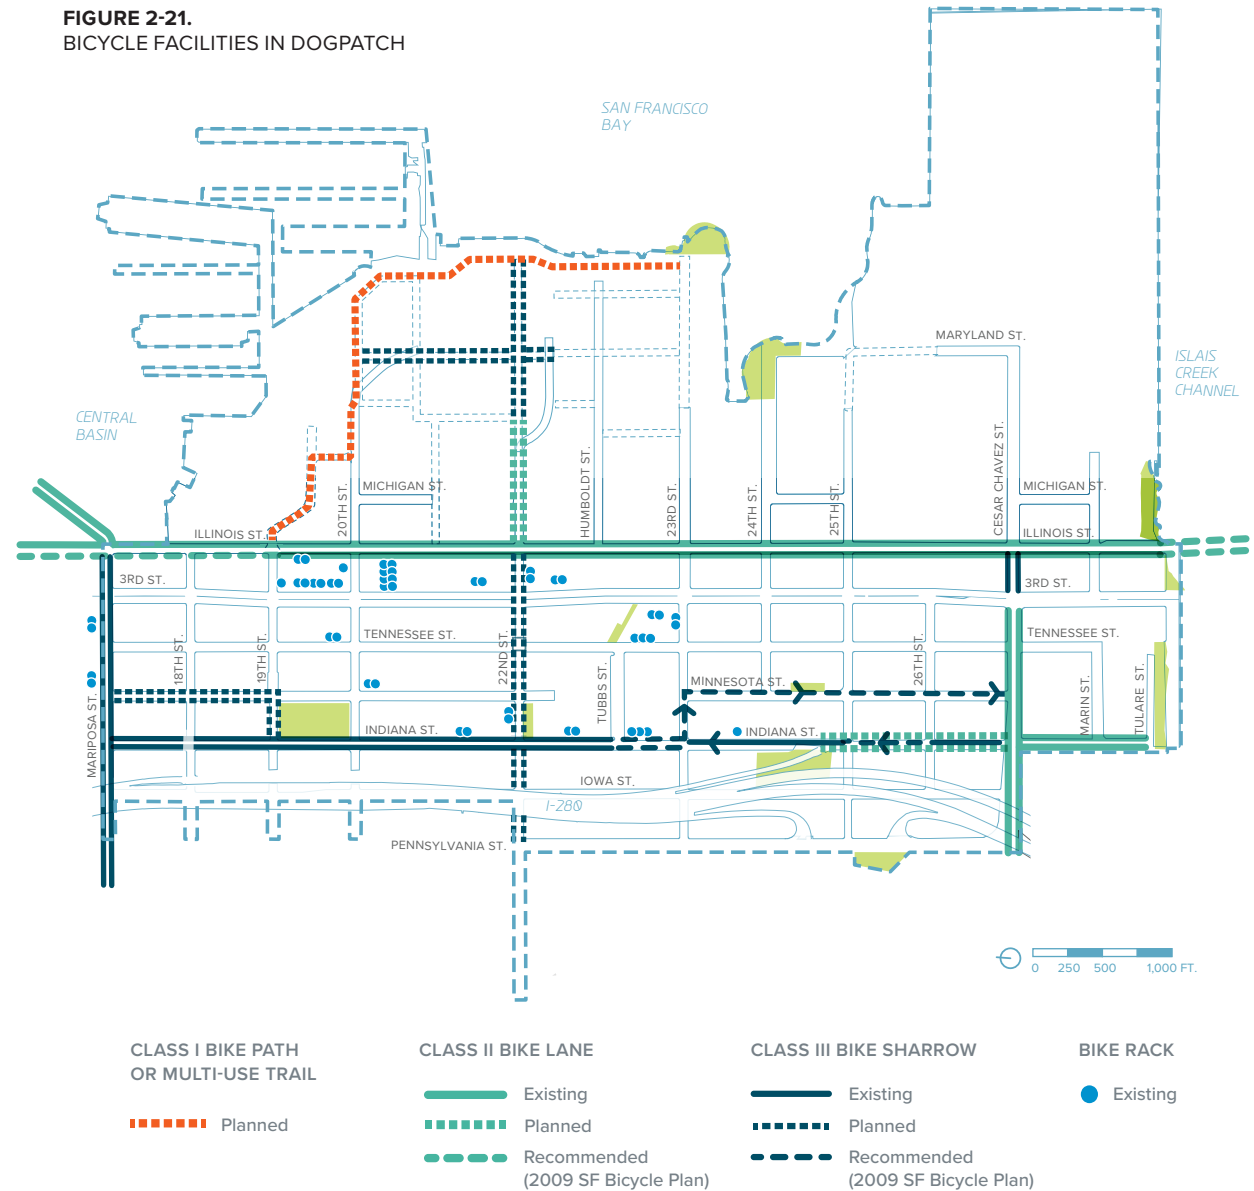 FIGURE 2-21.
BICYCLE FACILITIES IN DOGPATCH
SAN FRANCISCO
BAY
MARYLAND ST.
ISLAIS
CREEK
CHANNEL
CENTRAL
BASIN
MICHIGAN ST.
MICHIGAN ST.
20TH ST.
HUMBOLDT ST.
23RD ST.
24TH ST.
25TH ST.
CESAR CHAVEZ ST.
ILLINOIS ST.
ILLINOIS ST.
3RD ST.
3RD ST.
TENNESSEE ST.
TENNESSEE ST.
18TH ST.
19TH ST.
22ND ST.
TUBBS ST.
26TH ST.
MINNESOTA ST.
MARIPOSA ST.
MARIN ST.
TULARE ST.
INDIANA ST.
INDIANA ST.
IOWA ST.
I-280
PENNSYLVANIA ST.
0 250 500 1,000 FT.
CLASS I BIKE PATH
OR MULTI-USE TRAIL
Planned
CLASS II BIKE LANE
Existing
Planned
Recommended
(2009 SF Bicycle Plan)
CLASS III BIKE SHARROW
Existing
Planned
Recommended
(2009 SF Bicycle Plan)
BIKE RACK
Existing